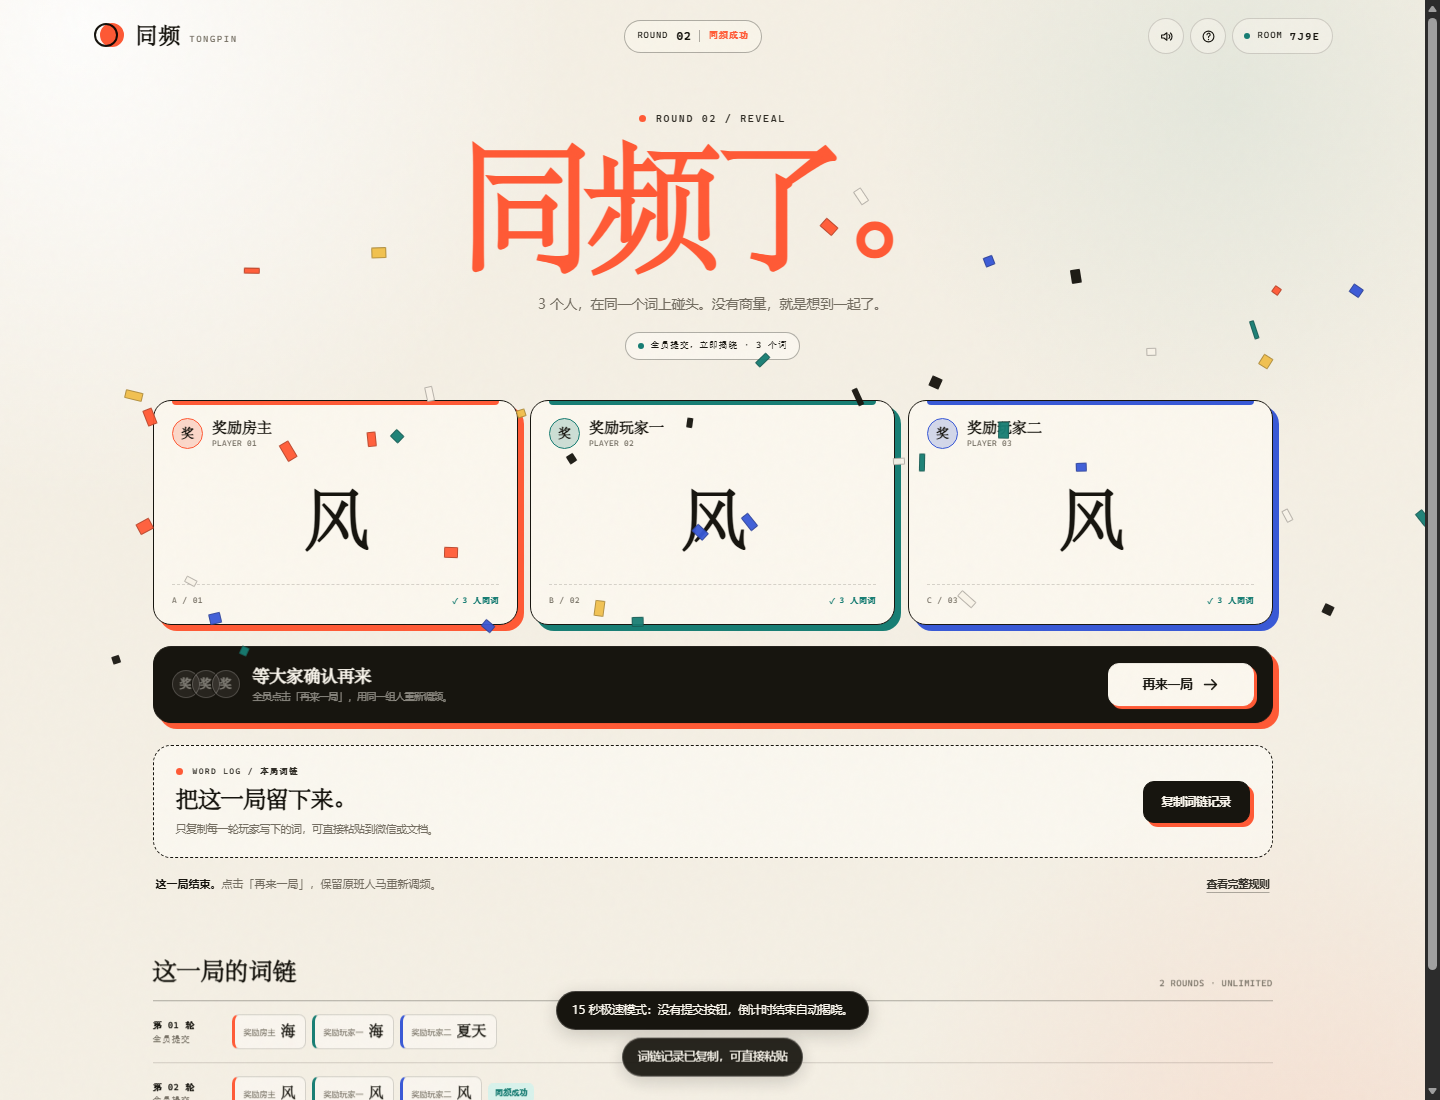 同频 TONGPIN
ROUND 02 | 同频成功
ROOM 7J9E
ROUND 02 / REVEAL
同频了。
3 个人，在同一个词上碰头。没有商量，就是想到一起了。
全员提交，立即揭晓 · 3 个词
奖 奖励房主
PLAYER 01
风
A / 01 ✓ 3 人同词
奖 奖励玩家一
PLAYER 02
风
B / 02 ✓ 3 人同词
奖 奖励玩家二
PLAYER 03
风
C / 03 ✓ 3 人同词
奖 奖 奖
等大家确认再来
全员点击「再来一局」，用同一组人重新调频。
再来一局 →
WORD LOG / 本局词链
把这一局留下来。
只复制每一轮玩家写下的词，可直接粘贴到微信或文档。
复制词链记录
这一局结束。点击「再来一局」，保留原班人马重新调频。
查看完整规则
这一局的词链
2 ROUNDS · UNLIMITED
第 01 轮
全员提交
奖励房主 海
奖励玩家一 海
奖励玩家二 夏天
15 秒极速模式：没有提交按钮，倒计时结束自动揭晓。
词链记录已复制，可直接粘贴
第 02 轮
全员提交
奖励房主 风
奖励玩家一 风
奖励玩家二 风
同频成功